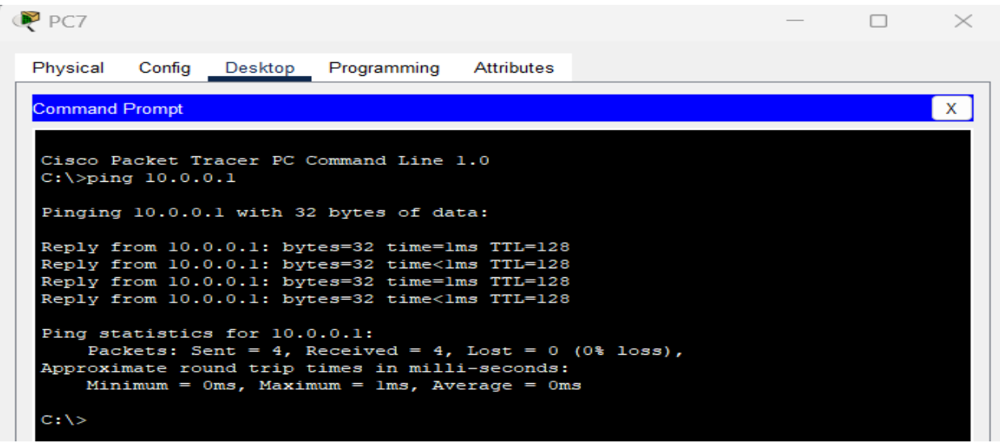 PC7
Physical Config Desktop Programming Attributes
Command Prompt
X
Cisco Packet Tracer PC Command Line 1.0
C:\>ping 10.0.0.1
Pinging 10.0.0.1 with 32 bytes of data:
Reply from 10.0.0.1: bytes=32 time=1ms TTL=128
Reply from 10.0.0.1: bytes=32 time<1ms TTL=128
Reply from 10.0.0.1: bytes=32 time=1ms TTL=128
Reply from 10.0.0.1: bytes=32 time<1ms TTL=128
Ping statistics for 10.0.0.1:
    Packets: Sent = 4, Received = 4, Lost = 0 (0% loss),
Approximate round trip times in milli-seconds:
    Minimum = 0ms, Maximum = 1ms, Average = 0ms
C:\>